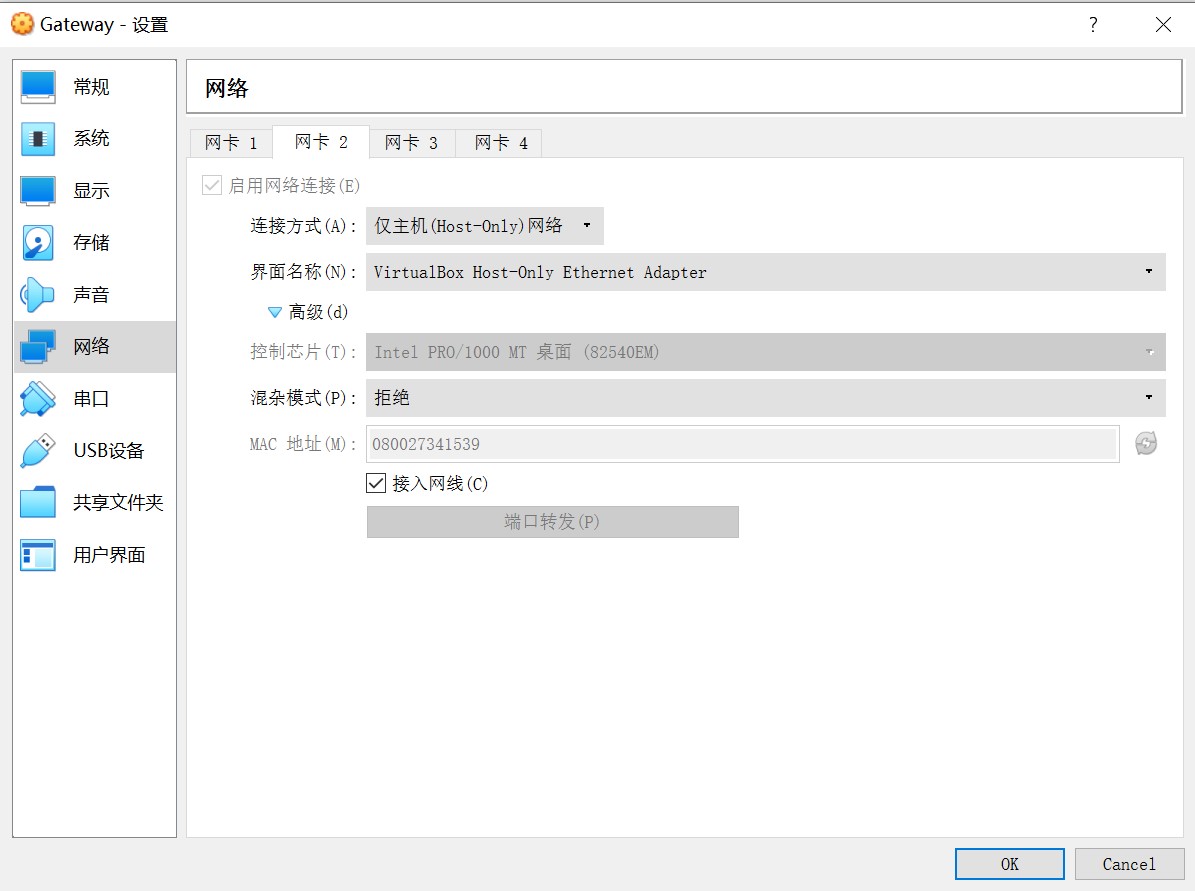 Gateway - 设置
?
常规
系统
显示
存储
声音
网络
串口
USB设备
共享文件夹
用户界面
网络
网卡 1 网卡 2 网卡 3 网卡 4
启用网络连接(E)
连接方式(A): 仅主机(Host-Only)网络
界面名称(N): VirtualBox Host-Only Ethernet Adapter
高级(d)
控制芯片(T): Intel PRO/1000 MT 桌面 (82540EM)
混杂模式(P): 拒绝
MAC 地址(M): 080027341539
接入网线(C)
端口转发(P)
OK Cancel